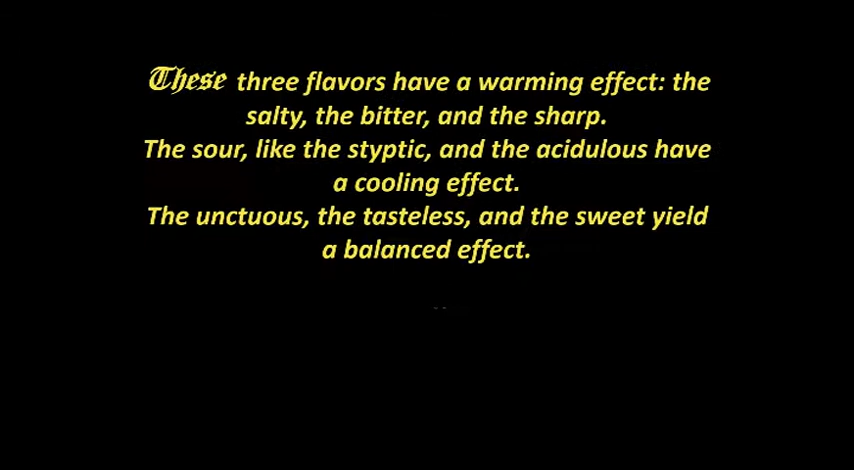 These three flavors have a warming effect: the
salty, the bitter, and the sharp.
The sour, like the styptic, and the acidulous have
a cooling effect.
The unctuous, the tasteless, and the sweet yield
a balanced effect.